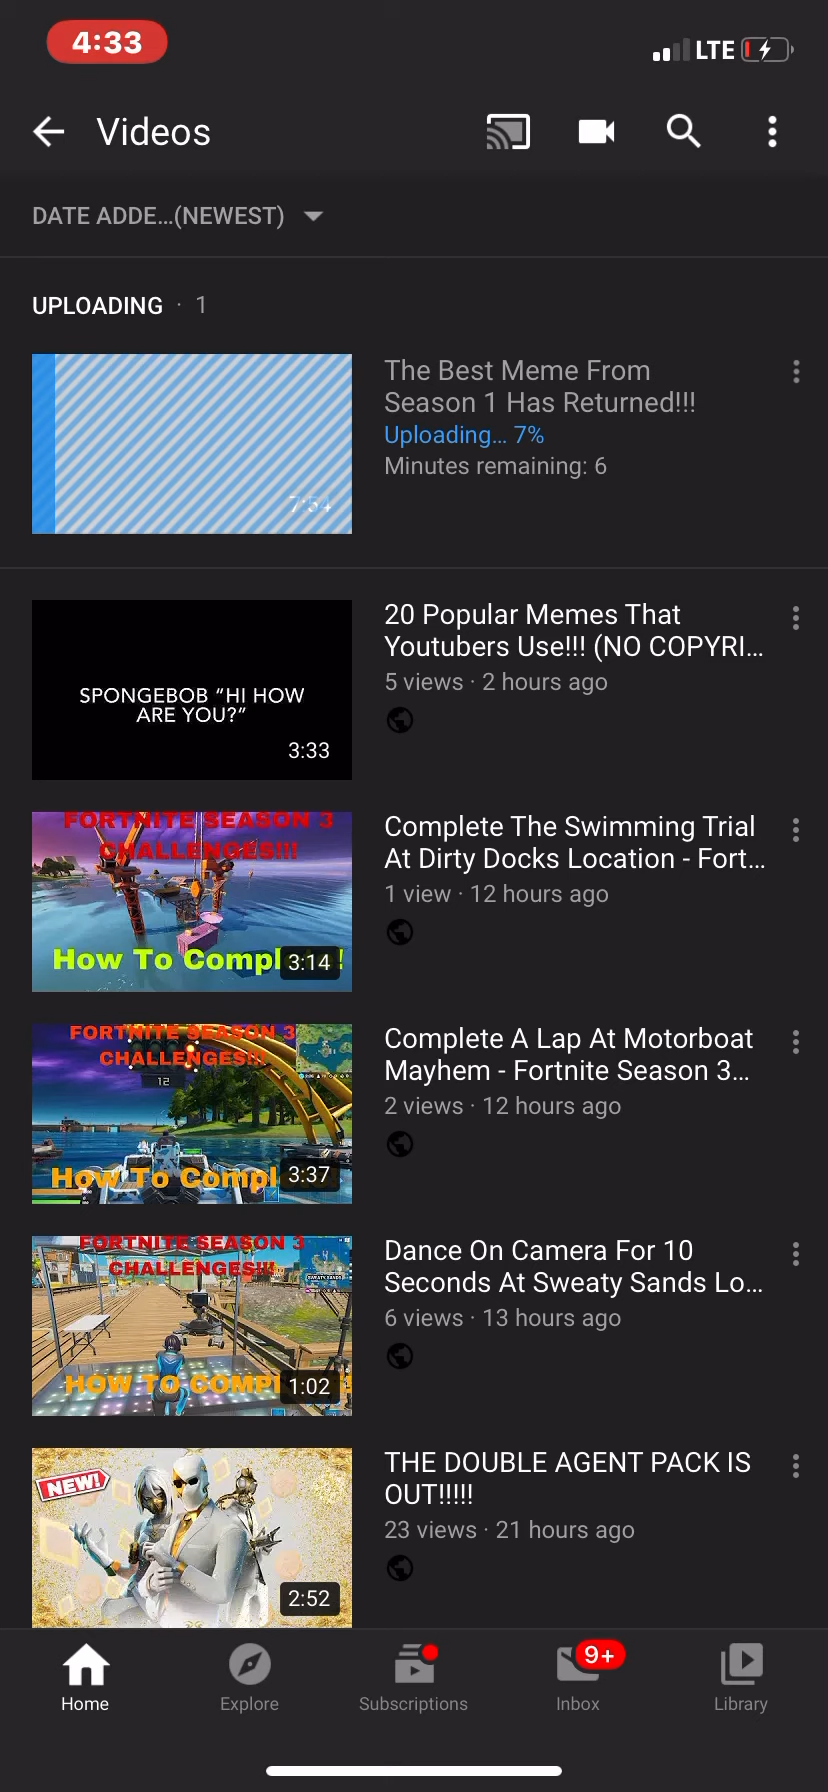 4:33
LTE
Videos
DATE ADDE...(NEWEST)
UPLOADING · 1
The Best Meme From
Season 1 Has Returned!!!
Uploading... 7%
Minutes remaining: 6
7:54
20 Popular Memes That
Youtubers Use!!! (NO COPYRI...
5 views · 2 hours ago
SPONGEBOB “HI HOW
ARE YOU?”
3:33
Complete The Swimming Trial
At Dirty Docks Location - Fort...
1 view · 12 hours ago
FORTNITE SEASON 3
CHALLENGES!!!
How To Compl !
3:14
Complete A Lap At Motorboat
Mayhem - Fortnite Season 3...
2 views · 12 hours ago
FORTNITE SEASON 3
CHALLENGES!!!
12
How To Compl
3:37
Dance On Camera For 10
Seconds At Sweaty Sands Lo...
6 views · 13 hours ago
FORTNITE SEASON 3
CHALLENGES!!!
SWEATY SANDS
HOW TO COMPL
1:02
THE DOUBLE AGENT PACK IS
OUT!!!!!
23 views · 21 hours ago
NEW!
2:52
9+
Home
Explore
Subscriptions
Inbox
Library